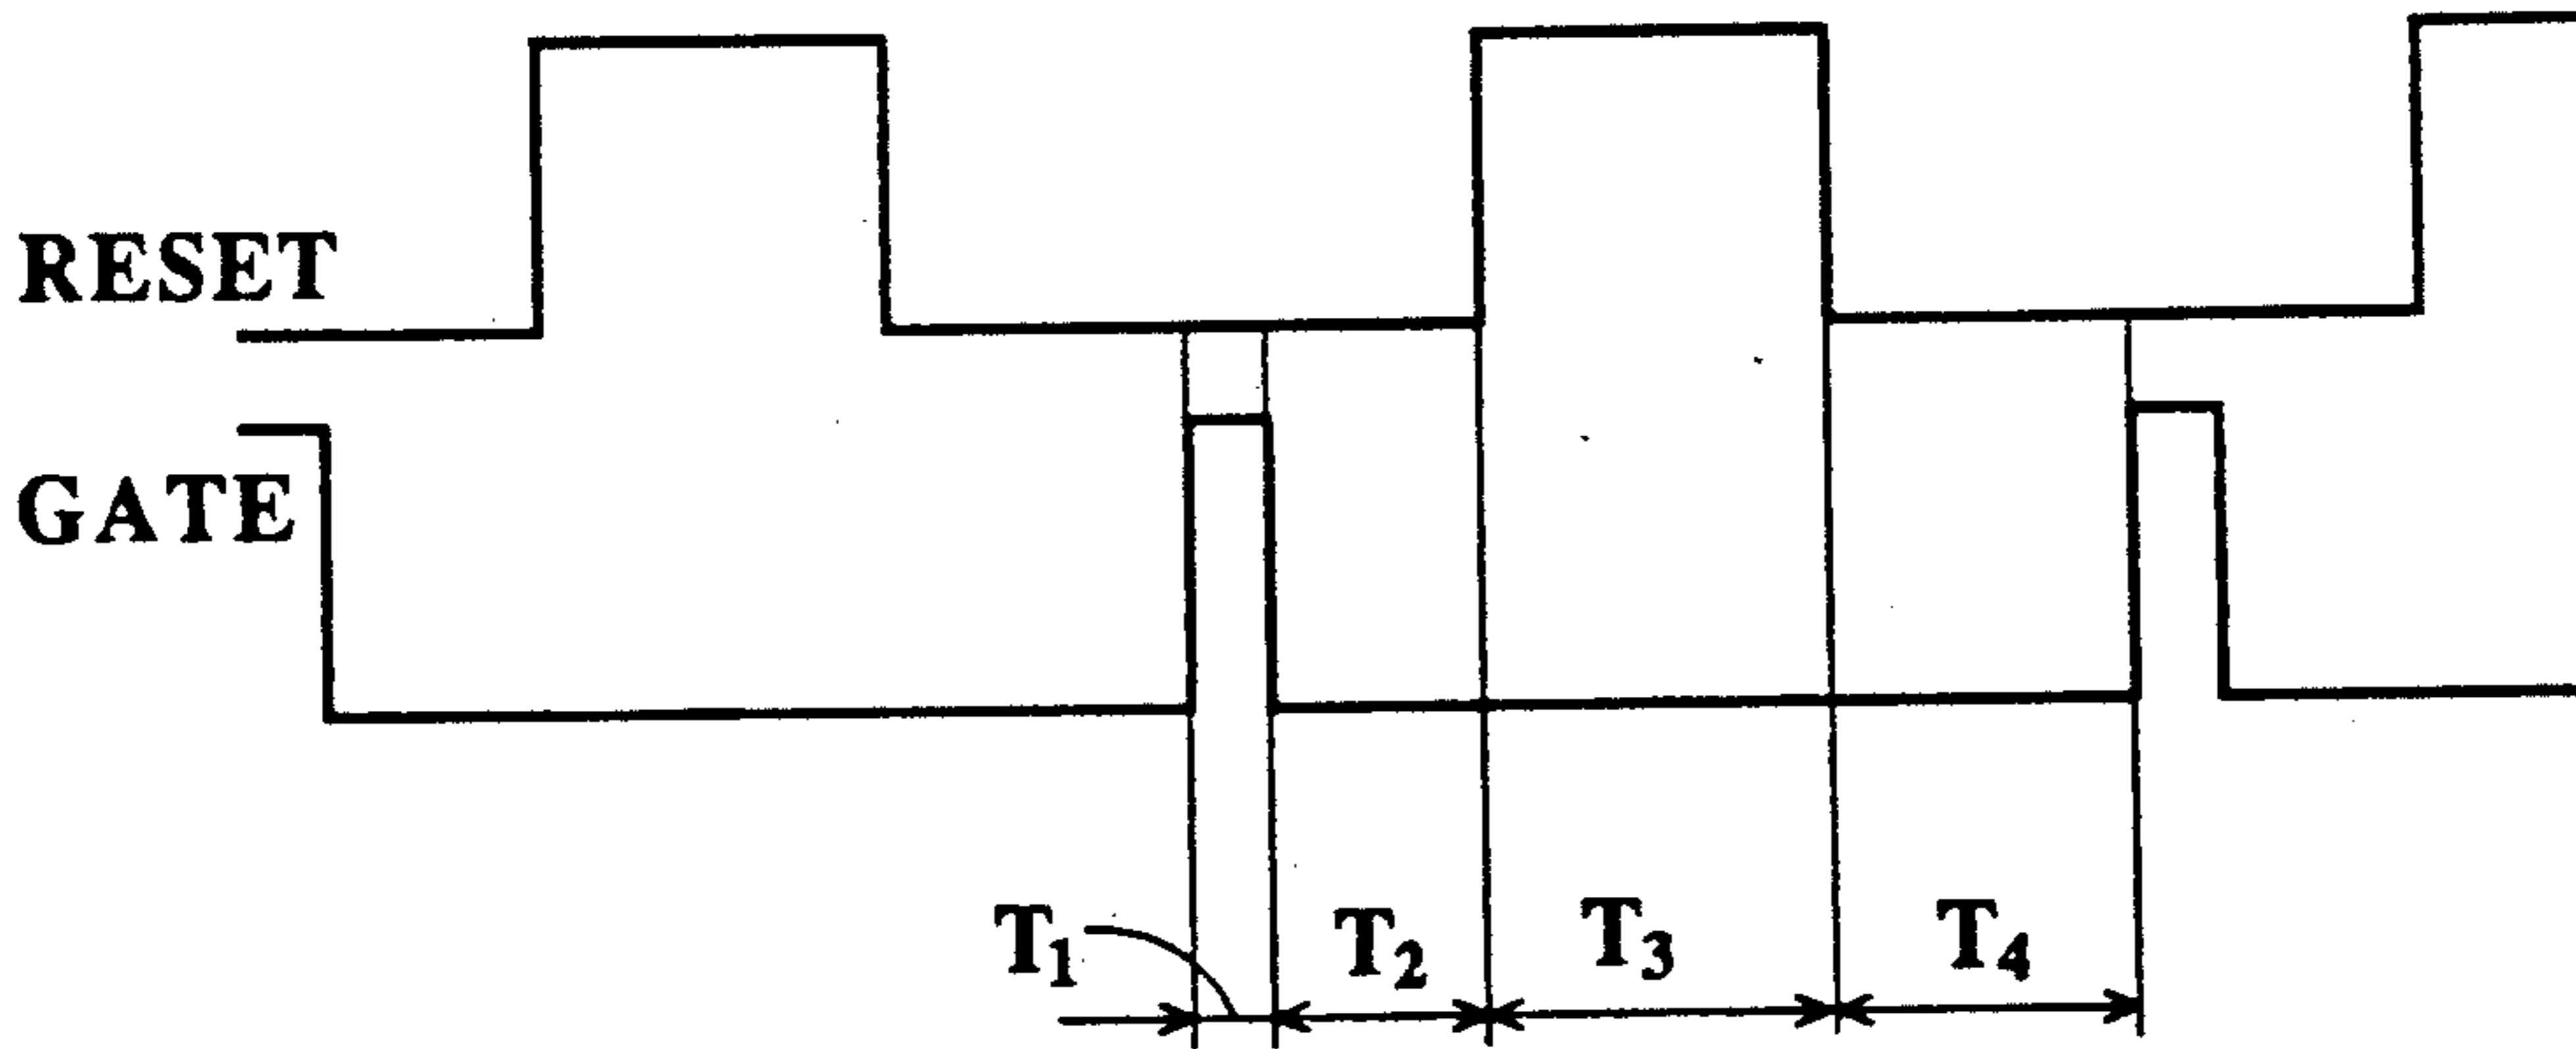 RESET
GATE
T₁ T₂ T₃ T₄